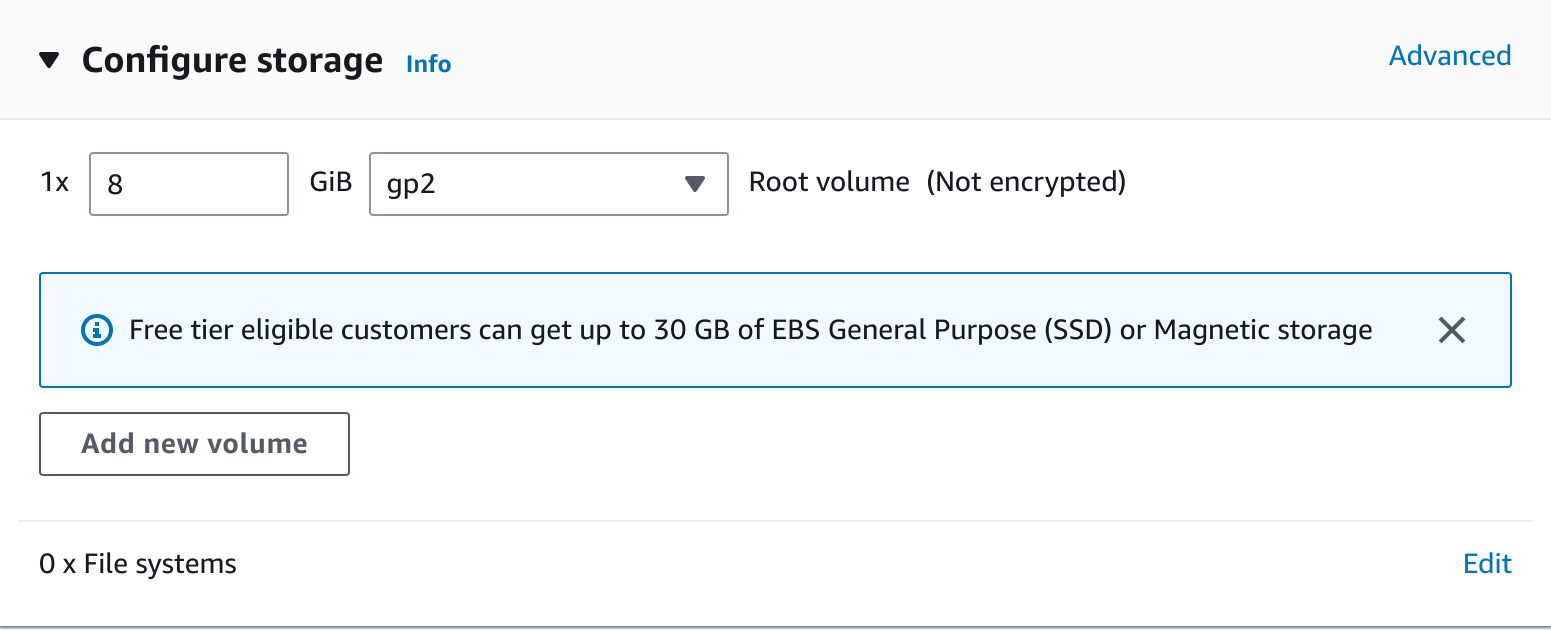 Configure storage Info Advanced
1x 8 GiB gp2 Root volume (Not encrypted)
Free tier eligible customers can get up to 30 GB of EBS General Purpose (SSD) or Magnetic storage
Add new volume
0 x File systems Edit